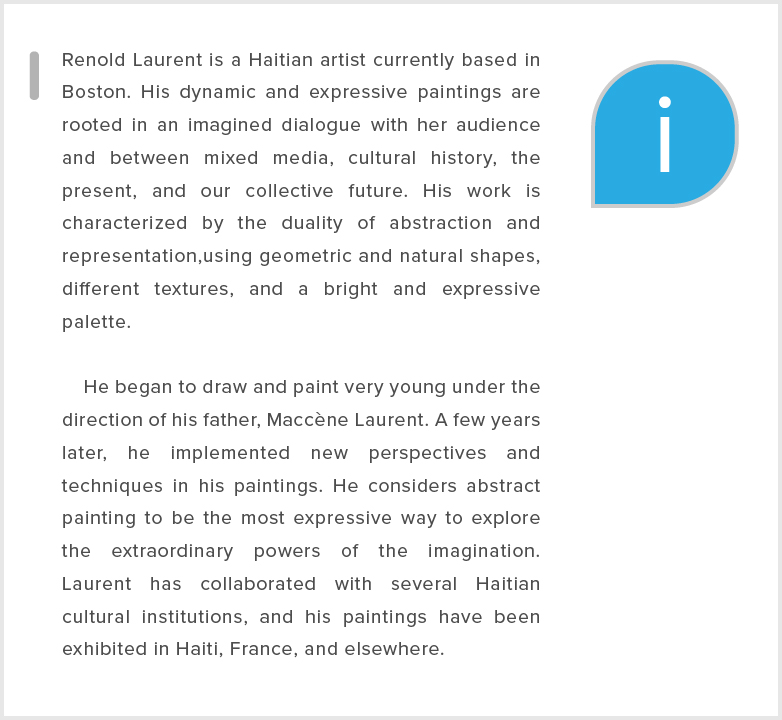 Renold Laurent is a Haitian artist currently based in
Boston. His dynamic and expressive paintings are
rooted in an imagined dialogue with her audience
and between mixed media, cultural history, the
present, and our collective future. His work is
characterized by the duality of abstraction and
representation,using geometric and natural shapes,
different textures, and a bright and expressive
palette.
He began to draw and paint very young under the
direction of his father, Maccène Laurent. A few years
later, he implemented new perspectives and
techniques in his paintings. He considers abstract
painting to be the most expressive way to explore
the extraordinary powers of the imagination.
Laurent has collaborated with several Haitian
cultural institutions, and his paintings have been
exhibited in Haiti, France, and elsewhere.
i